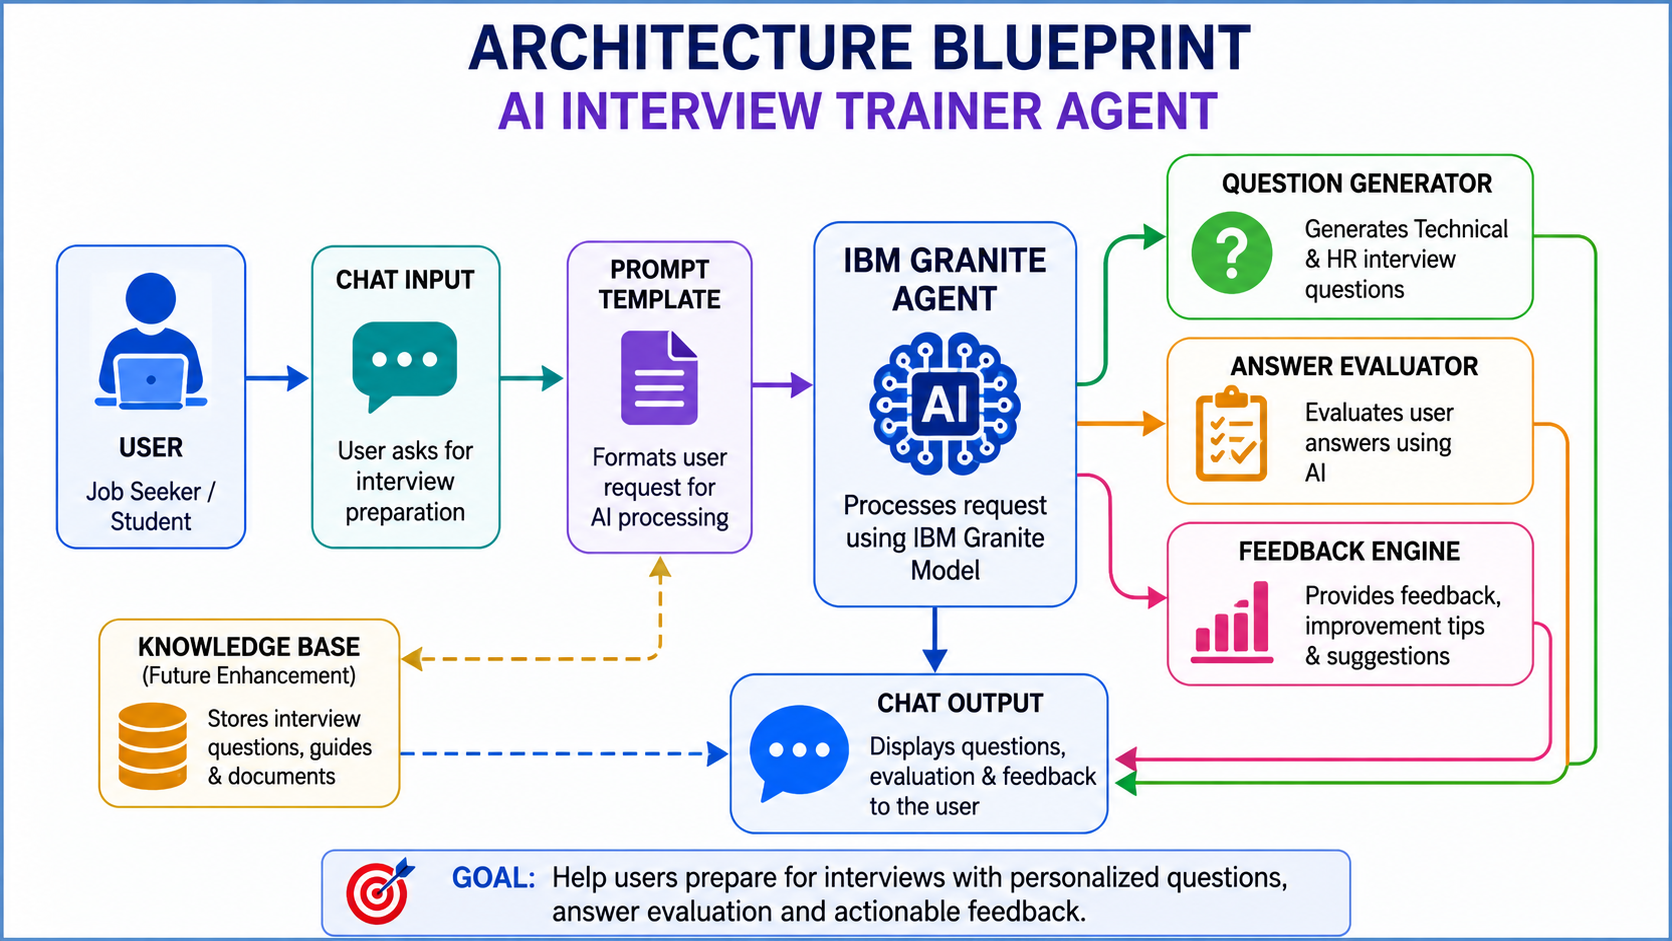 ARCHITECTURE BLUEPRINT
AI INTERVIEW TRAINER AGENT
USER
Job Seeker /
Student
CHAT INPUT
User asks for
interview
preparation
PROMPT
TEMPLATE
Formats user
request for
AI processing
IBM GRANITE
AGENT
AI
Processes request
using IBM Granite
Model
QUESTION GENERATOR
?
Generates Technical
& HR interview
questions
ANSWER EVALUATOR
Evaluates user
answers using
AI
FEEDBACK ENGINE
Provides feedback,
improvement tips
& suggestions
KNOWLEDGE BASE
(Future Enhancement)
Stores interview
questions, guides
& documents
CHAT OUTPUT
Displays questions,
evaluation & feedback
to the user
GOAL: Help users prepare for interviews with personalized questions,
answer evaluation and actionable feedback.